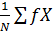 1/N ∑ fX